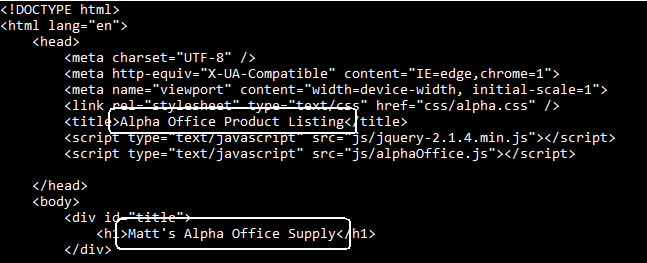 <!DOCTYPE html>
<html lang="en">
    <head>
        <meta charset="UTF-8" />
        <meta http-equiv="X-UA-Compatible" content="IE=edge,chrome=1">
        <meta name="viewport" content="width=device-width, initial-scale=1">
        <link rel="stylesheet" type="text/css" href="css/alpha.css" />
        <title>Alpha Office Product Listing</title>
        <script type="text/javascript" src="js/jquery-2.1.4.min.js"></script>
        <script type="text/javascript" src="js/alphaOffice.js"></script>

    </head>
    <body>
        <div id="title">
            <h1>Matt's Alpha Office Supply</h1>
        </div>